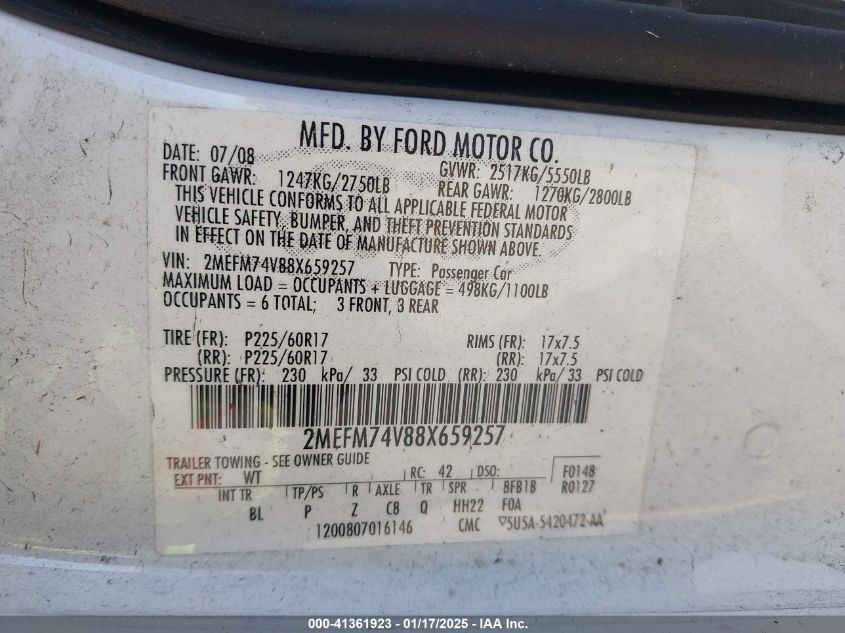 MFD. BY FORD MOTOR CO.
DATE: 07/08 GVWR: 2517KG/5550LB
FRONT GAWR: 1247KG/2750LB REAR GAWR: 1270KG/2800LB
THIS VEHICLE CONFORMS TO ALL APPLICABLE FEDERAL MOTOR
VEHICLE SAFETY, BUMPER, AND THEFT PREVENTION STANDARDS
IN EFFECT ON THE DATE OF MANUFACTURE SHOWN ABOVE.
VIN: 2MEFM74V88X659257 TYPE: Passenger Car
MAXIMUM LOAD = OCCUPANTS + LUGGAGE = 498KG/1100LB
OCCUPANTS = 6 TOTAL; 3 FRONT, 3 REAR
TIRE (FR): P225/60R17 RIMS (FR): 17x7.5
(RR): P225/60R17 (RR): 17x7.5
PRESSURE (FR): 230 kPa/ 33 PSI COLD (RR): 230 kPa/ 33 PSI COLD
2MEFM74V88X659257
TRAILER TOWING - SEE OWNER GUIDE
EXT PNT: WT RC: 42 DSO: F0148
INT TR TP/PS R AXLE TR SPR - 8FB1B R0127
BL P Z C8 Q HH22 FOA
1200807016146 CMC ▽5U5A-5420472-AA
000-41361923 - 01/17/2025 - IAA Inc.